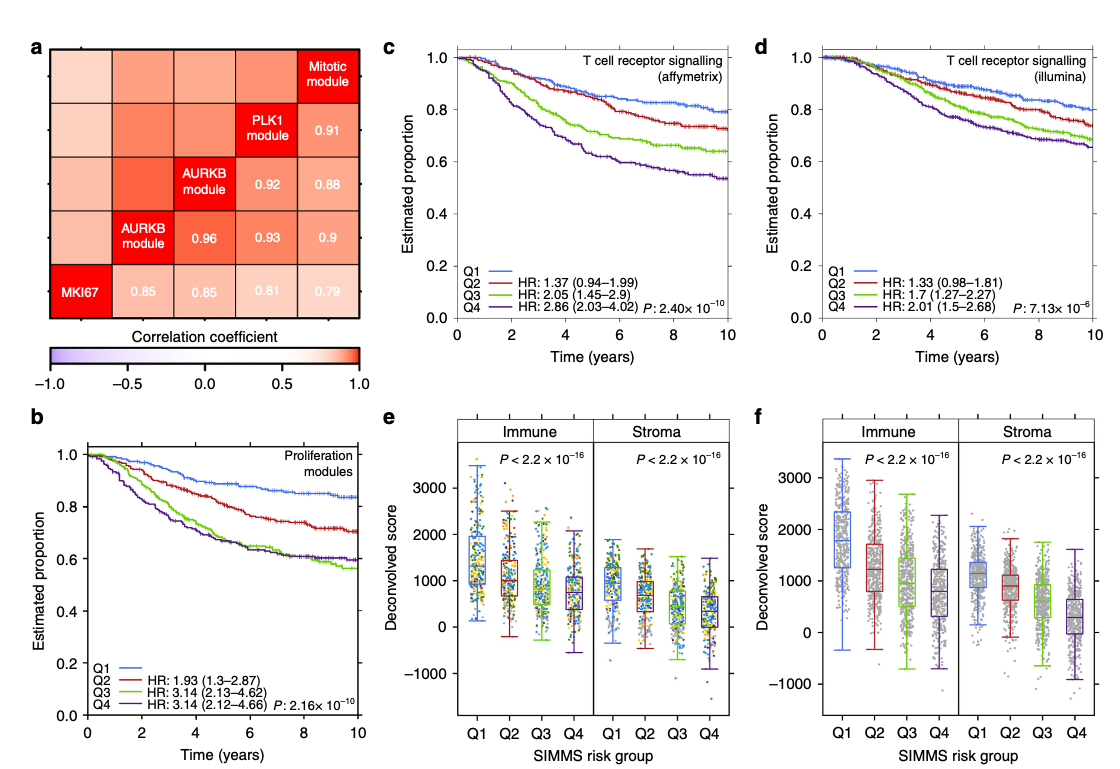 a
Mitotic
module
PLK1
module
0.91
AURKB
module
0.92
0.88
AURKB
module
0.96
0.93
0.9
MKI67
0.85
0.85
0.81
0.79
Correlation coefficient
−1.0
−0.5
0.0
0.5
1.0
b
Proliferation
modules
Estimated proportion
1.0
0.8
0.6
0.4
0.2
0.0
Q1
Q2 HR: 1.93 (1.3–2.87)
Q3 HR: 3.14 (2.13–4.62)
Q4 HR: 3.14 (2.12–4.66)
P: 2.16× 10−10
0 2 4 6 8 10
Time (years)
c
T cell receptor signalling
(affymetrix)
Estimated proportion
1.0
0.8
0.6
0.4
0.2
0.0
Q1
Q2 HR: 1.37 (0.94–1.99)
Q3 HR: 2.05 (1.45–2.9)
Q4 HR: 2.86 (2.03–4.02)
P: 2.40× 10−10
0 2 4 6 8 10
Time (years)
d
T cell receptor signalling
(illumina)
Estimated proportion
1.0
0.8
0.6
0.4
0.2
0.0
Q1
Q2 HR: 1.33 (0.98–1.81)
Q3 HR: 1.7 (1.27–2.27)
Q4 HR: 2.01 (1.5–2.68)
P: 7.13× 10−6
0 2 4 6 8 10
Time (years)
e
Immune Stroma
P < 2.2 × 10−16 P < 2.2 × 10−16
Deconvolved score
3000
2000
1000
0
−1000
Q1 Q2 Q3 Q4 Q1 Q2 Q3 Q4
SIMMS risk group
f
Immune Stroma
P < 2.2 × 10−16 P < 2.2 × 10−16
Deconvolved score
3000
2000
1000
0
−1000
Q1 Q2 Q3 Q4 Q1 Q2 Q3 Q4
SIMMS risk group